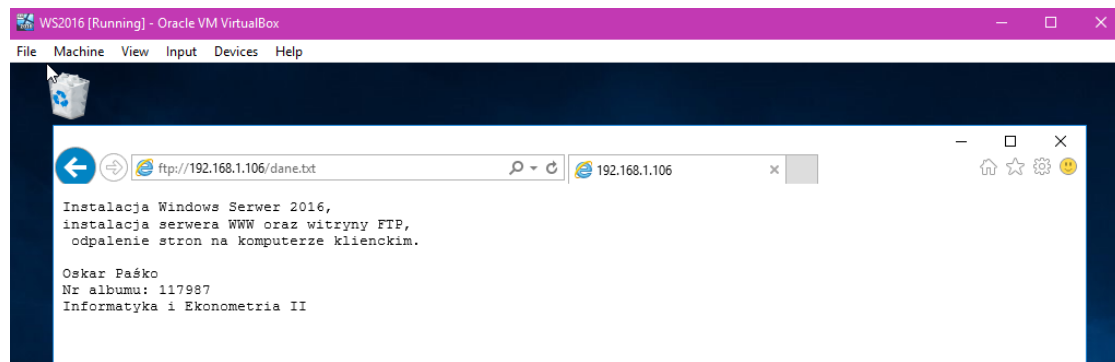 WS2016 [Running] - Oracle VM VirtualBox
File Machine View Input Devices Help
ftp://192.168.1.106/dane.txt
192.168.1.106
Instalacja Windows Serwer 2016,
instalacja serwera WWW oraz witryny FTP,
odpalenie stron na komputerze klienckim.
Oskar Paśko
Nr albumu: 117987
Informatyka i Ekonometria II